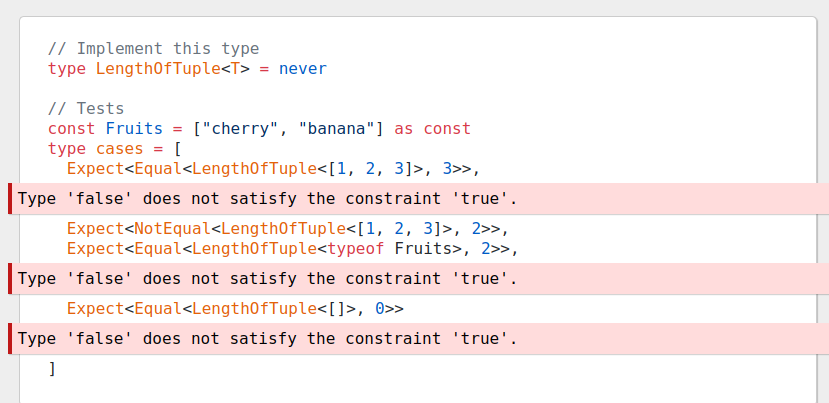 // Implement this type
type LengthOfTuple<T> = never
// Tests
const Fruits = ["cherry", "banana"] as const
type cases = [
Expect<Equal<LengthOfTuple<[1, 2, 3]>, 3>>,
Type 'false' does not satisfy the constraint 'true'.
Expect<NotEqual<LengthOfTuple<[1, 2, 3]>, 2>>,
Expect<Equal<LengthOfTuple<typeof Fruits>, 2>>,
Type 'false' does not satisfy the constraint 'true'.
Expect<Equal<LengthOfTuple<[]>, 0>>
Type 'false' does not satisfy the constraint 'true'.
]